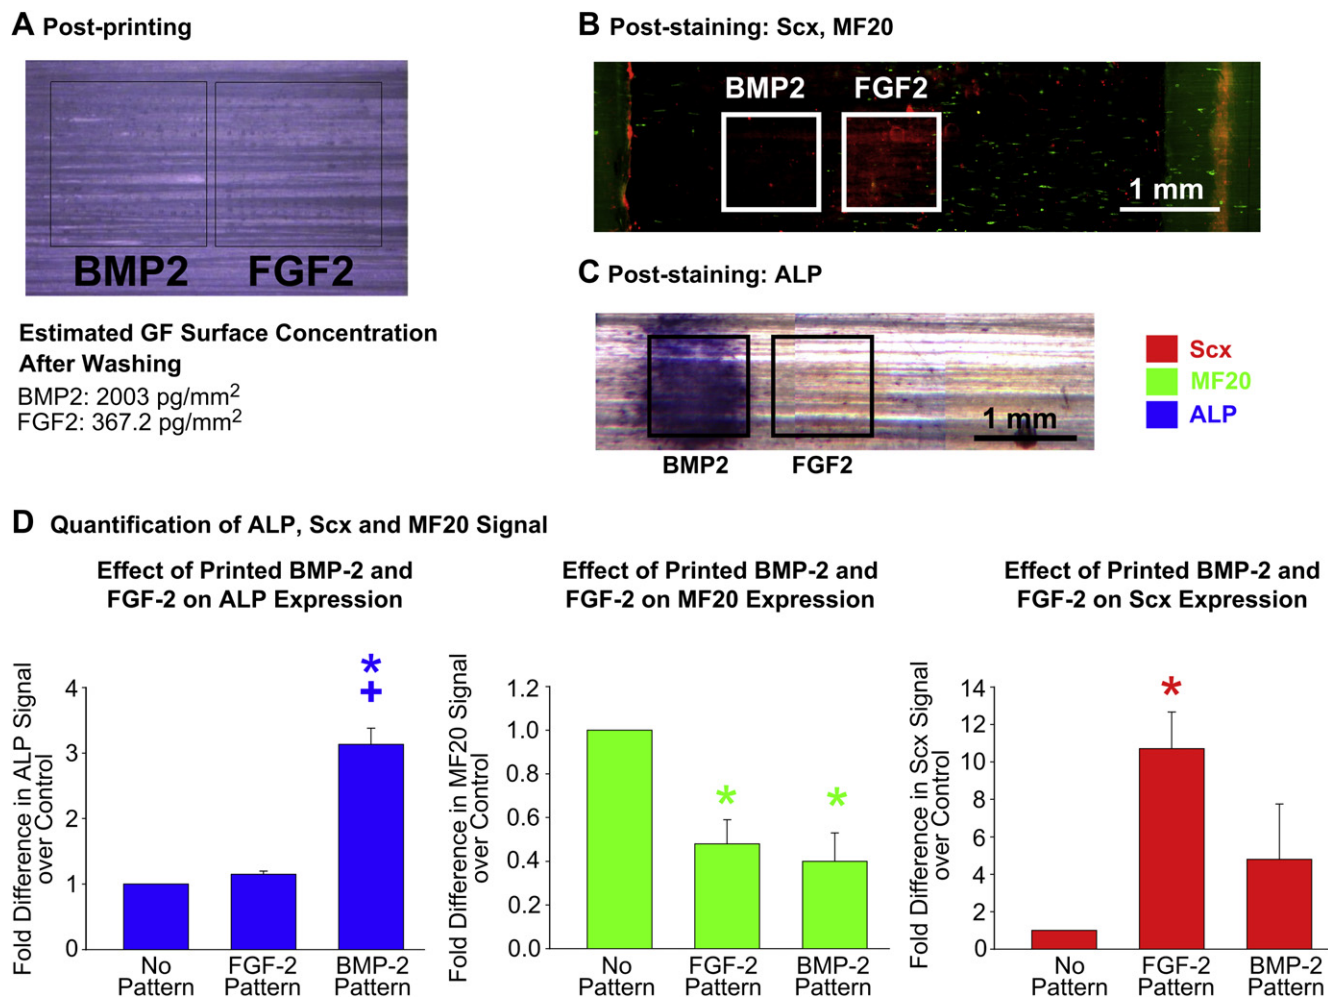 A Post-printing
BMP2 FGF2
Estimated GF Surface Concentration
After Washing
BMP2: 2003 pg/mm²
FGF2: 367.2 pg/mm²
B Post-staining: Scx, MF20
BMP2 FGF2
1 mm
C Post-staining: ALP
1 mm
BMP2 FGF2
Scx
MF20
ALP
D Quantification of ALP, Scx and MF20 Signal
Effect of Printed BMP-2 and
FGF-2 on ALP Expression
Fold Difference in ALP Signal
over Control
4
3
2
1
0
*
+
No
Pattern
FGF-2
Pattern
BMP-2
Pattern
Effect of Printed BMP-2 and
FGF-2 on MF20 Expression
Fold Difference in MF20 Signal
over Control
1.2
1.0
0.8
0.6
0.4
0.2
0.0
* *
No
Pattern
FGF-2
Pattern
BMP-2
Pattern
Effect of Printed BMP-2 and
FGF-2 on Scx Expression
Fold Difference in Scx Signal
over Control
14
12
10
8
6
4
2
0
*
No
Pattern
FGF-2
Pattern
BMP-2
Pattern